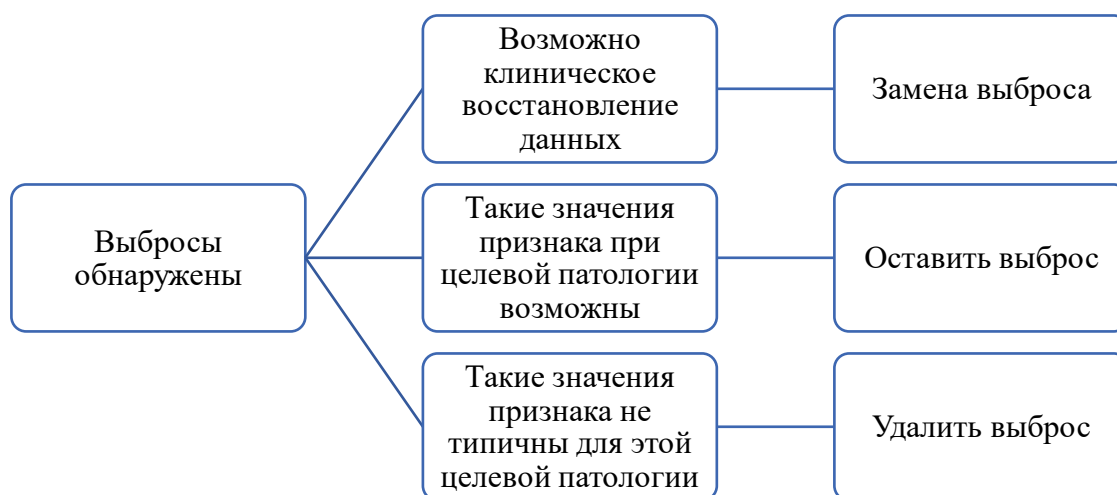 Выбросы
обнаружены
Возможно
клиническое
восстановление
данных
Замена выброса
Такие значения
признака при
целевой патологии
возможны
Оставить выброс
Такие значения
признака не
типичны для этой
целевой патологии
Удалить выброс